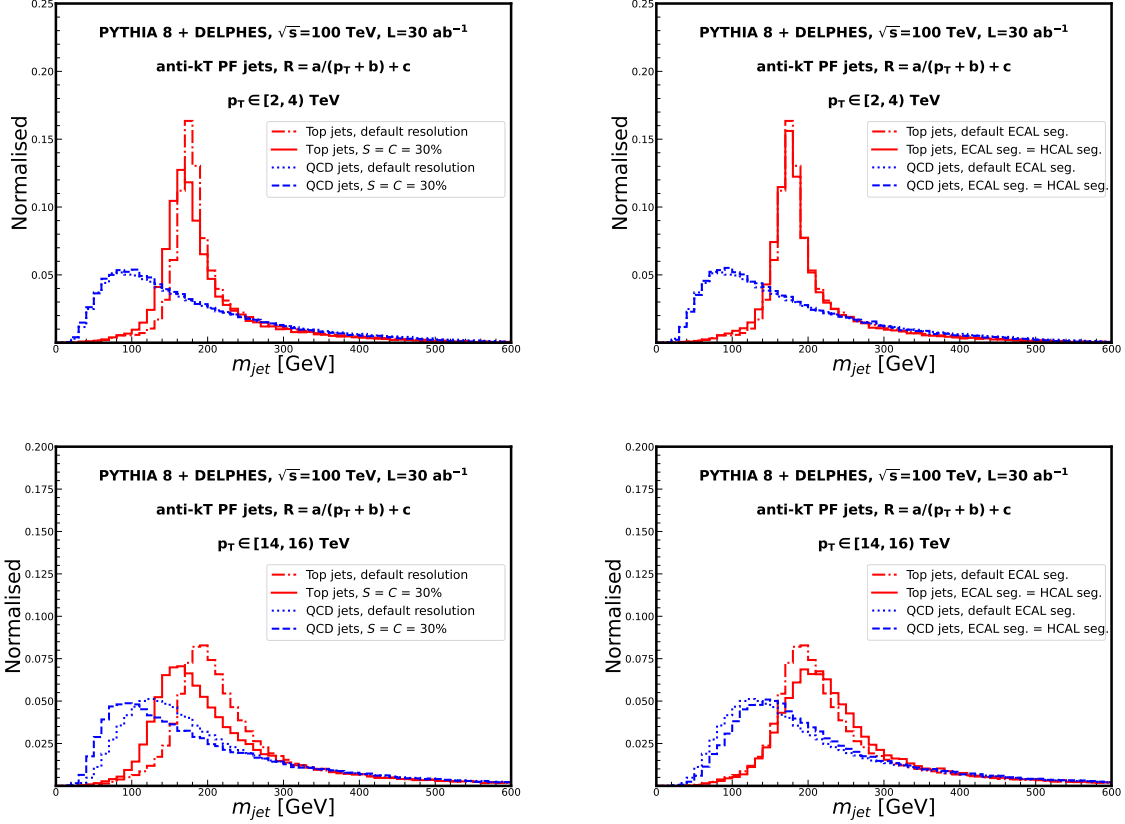 0.25
0.20
0.15
0.10
0.05
Normalised
PYTHIA 8 + DELPHES, √s=100 TeV, L=30 ab⁻¹
anti-kT PF jets, R = a/(p_T + b) + c
p_T ∈ [2, 4) TeV
Top jets, default resolution
Top jets, S = C = 30%
QCD jets, default resolution
QCD jets, S = C = 30%
0 100 200 300 400 500 600
m_jet [GeV]
0.25
0.20
0.15
0.10
0.05
Normalised
PYTHIA 8 + DELPHES, √s=100 TeV, L=30 ab⁻¹
anti-kT PF jets, R = a/(p_T + b) + c
p_T ∈ [2, 4) TeV
Top jets, default ECAL seg.
Top jets, ECAL seg. = HCAL seg.
QCD jets, default ECAL seg.
QCD jets, ECAL seg. = HCAL seg.
0 100 200 300 400 500 600
m_jet [GeV]
0.200
0.175
0.150
0.125
0.100
0.075
0.050
0.025
Normalised
PYTHIA 8 + DELPHES, √s=100 TeV, L=30 ab⁻¹
anti-kT PF jets, R = a/(p_T + b) + c
p_T ∈ [14, 16) TeV
Top jets, default resolution
Top jets, S = C = 30%
QCD jets, default resolution
QCD jets, S = C = 30%
0 100 200 300 400 500 600
m_jet [GeV]
0.200
0.175
0.150
0.125
0.100
0.075
0.050
0.025
Normalised
PYTHIA 8 + DELPHES, √s=100 TeV, L=30 ab⁻¹
anti-kT PF jets, R = a/(p_T + b) + c
p_T ∈ [14, 16) TeV
Top jets, default ECAL seg.
Top jets, ECAL seg. = HCAL seg.
QCD jets, default ECAL seg.
QCD jets, ECAL seg. = HCAL seg.
0 100 200 300 400 500 600
m_jet [GeV]